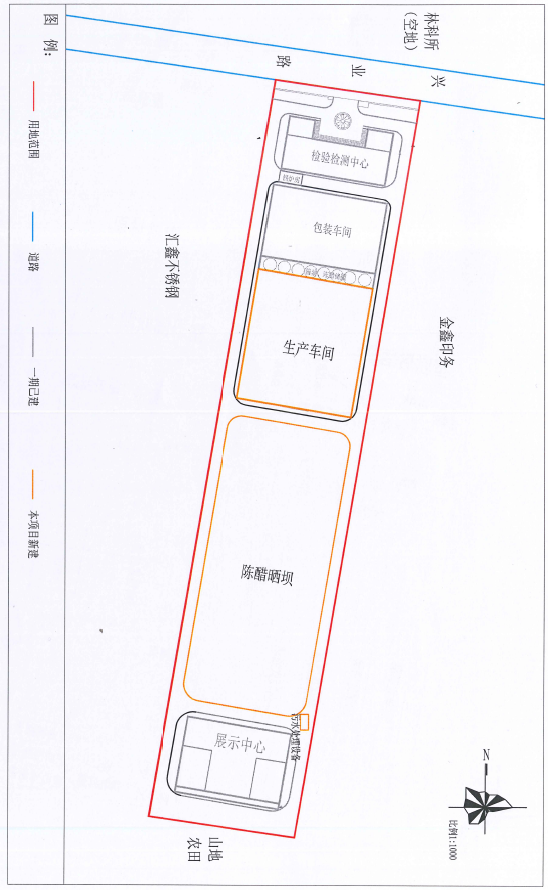 林科所
（空地）
兴业路
图例：
用地范围
道路
一期已建
本项目新建
检验检测中心
锅炉房
包装车间
生产车间
陈醋晒坝
污水处理设备
展示中心
汇鑫不锈钢
金鑫印务
山地
农田
N
比例1:1000